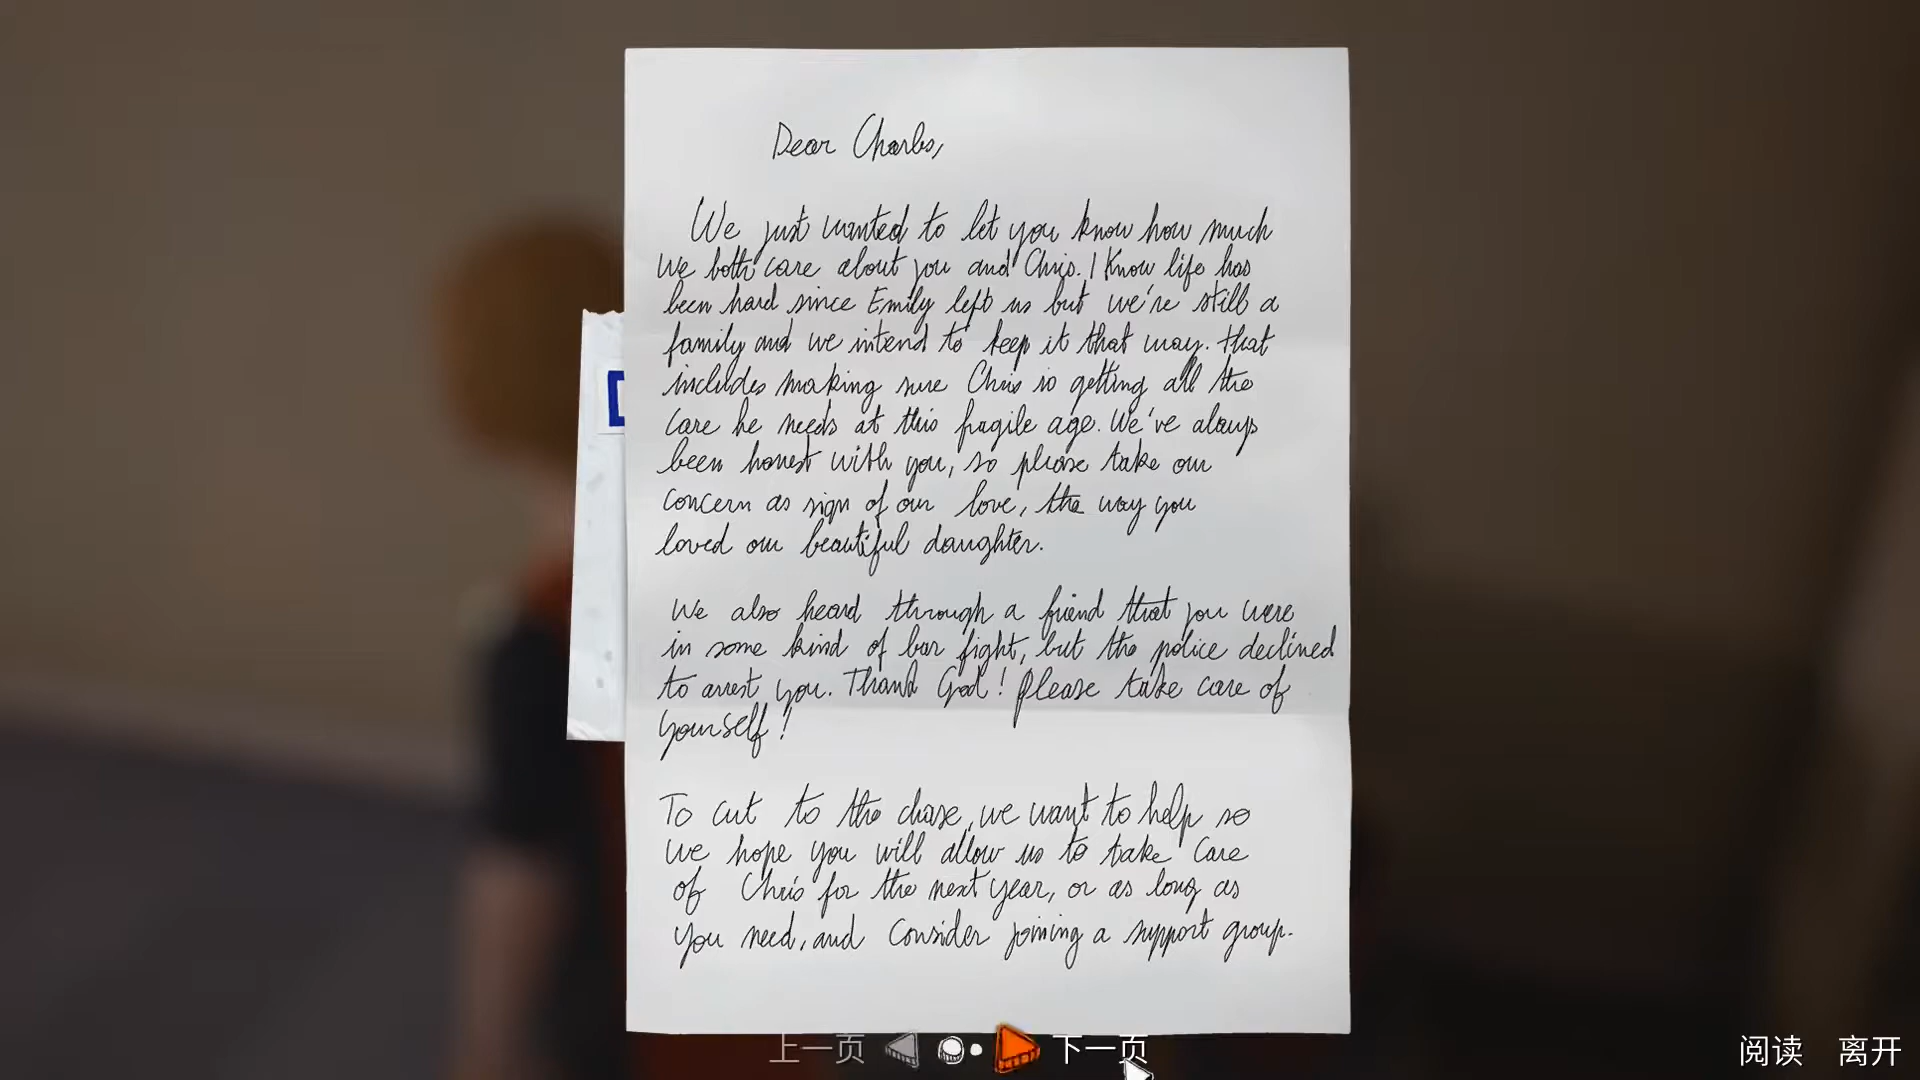 Dear Charles,
We just wanted to let you know how much
we both care about you and Chris. I know life has
been hard since Emily left us but we're still a
family and we intend to keep it that way. That
includes making sure Chris is getting all the
care he needs at this fragile age. We've always
been honest with you, so please take our
concern as sign of our love, the way you
loved our beautiful daughter.
We also heard through a friend that you were
in some kind of bar fight, but the police declined
to arrest you. Thank God! Please take care of
yourself!
To cut to the chase, we want to help so
we hope you will allow us to take care
of Chris for the next year, or as long as
you need, and consider joining a support group.
上一页 下一页
阅读 离开